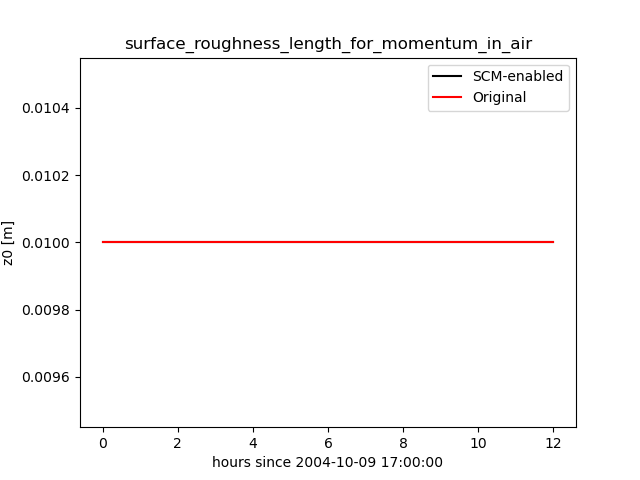 surface_roughness_length_for_momentum_in_air
SCM-enabled
Original
0.0104
0.0102
0.0100
0.0098
0.0096
z0 [m]
0 2 4 6 8 10 12
hours since 2004-10-09 17:00:00